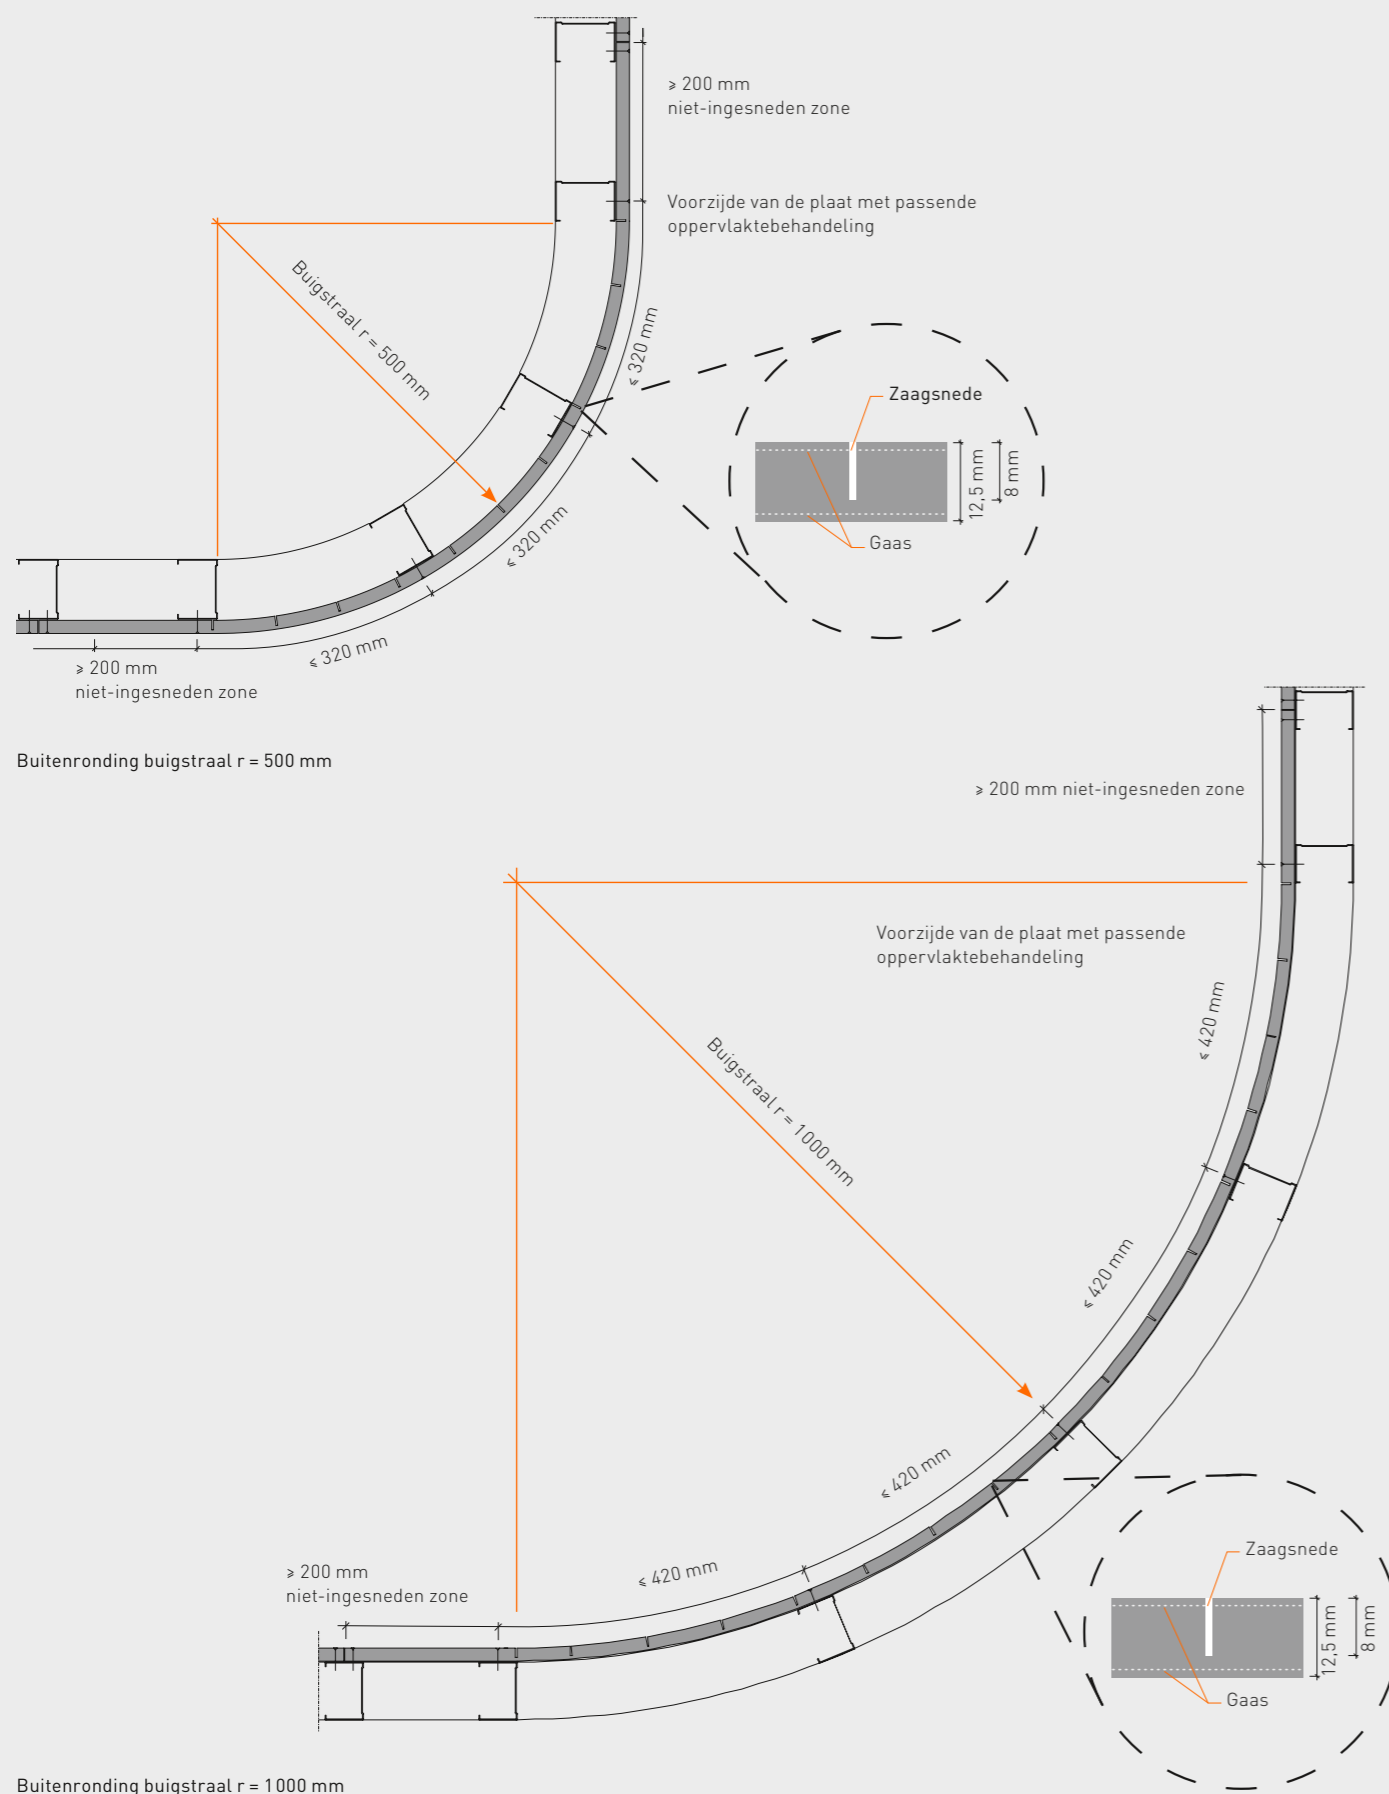 ≥ 200 mm
niet-ingesneden zone
Voorzijde van de plaat met passende
oppervlaktebehandeling
Buigstraal r = 500 mm
≤ 320 mm
Zaagsnede
12,5 mm
8 mm
Gaas
≤ 320 mm
≤ 320 mm
≥ 200 mm
niet-ingesneden zone
Buitenronding buigstraal r = 500 mm
≥ 200 mm niet-ingesneden zone
Voorzijde van de plaat met passende
oppervlaktebehandeling
≤ 420 mm
Buigstraal r = 1000 mm
≤ 420 mm
≤ 420 mm
≤ 420 mm
≥ 200 mm
niet-ingesneden zone
Zaagsnede
12,5 mm
8 mm
Gaas
Buitenronding buigstraal r = 1000 mm